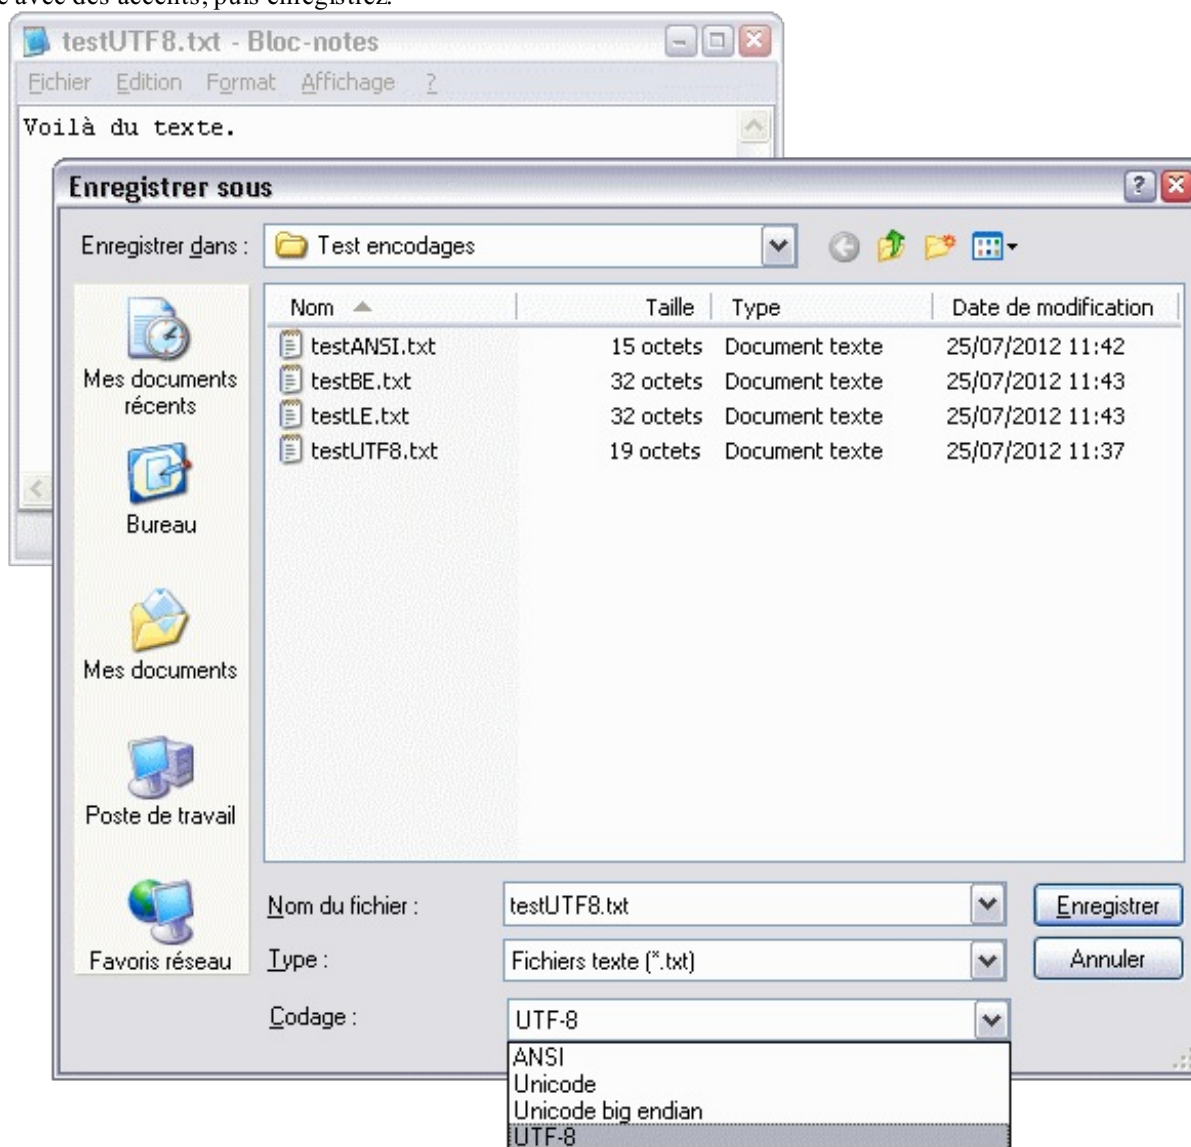 avec des accents, puis enregistrez.
testUTF8.txt - Bloc-notes
Fichier Edition Format Affichage ?
Voilà du texte.
Enregistrer sous
Enregistrer dans : Test encodages
Nom Taille Type Date de modification
testANSI.txt 15 octets Document texte 25/07/2012 11:42
testBE.txt 32 octets Document texte 25/07/2012 11:43
testLE.txt 32 octets Document texte 25/07/2012 11:43
testUTF8.txt 19 octets Document texte 25/07/2012 11:37
Mes documents
récents
Bureau
Mes documents
Poste de travail
Favoris réseau
Nom du fichier : testUTF8.txt Enregistrer
Type : Fichiers texte (*.txt) Annuler
Codage : UTF-8
ANSI
Unicode
Unicode big endian
UTF-8